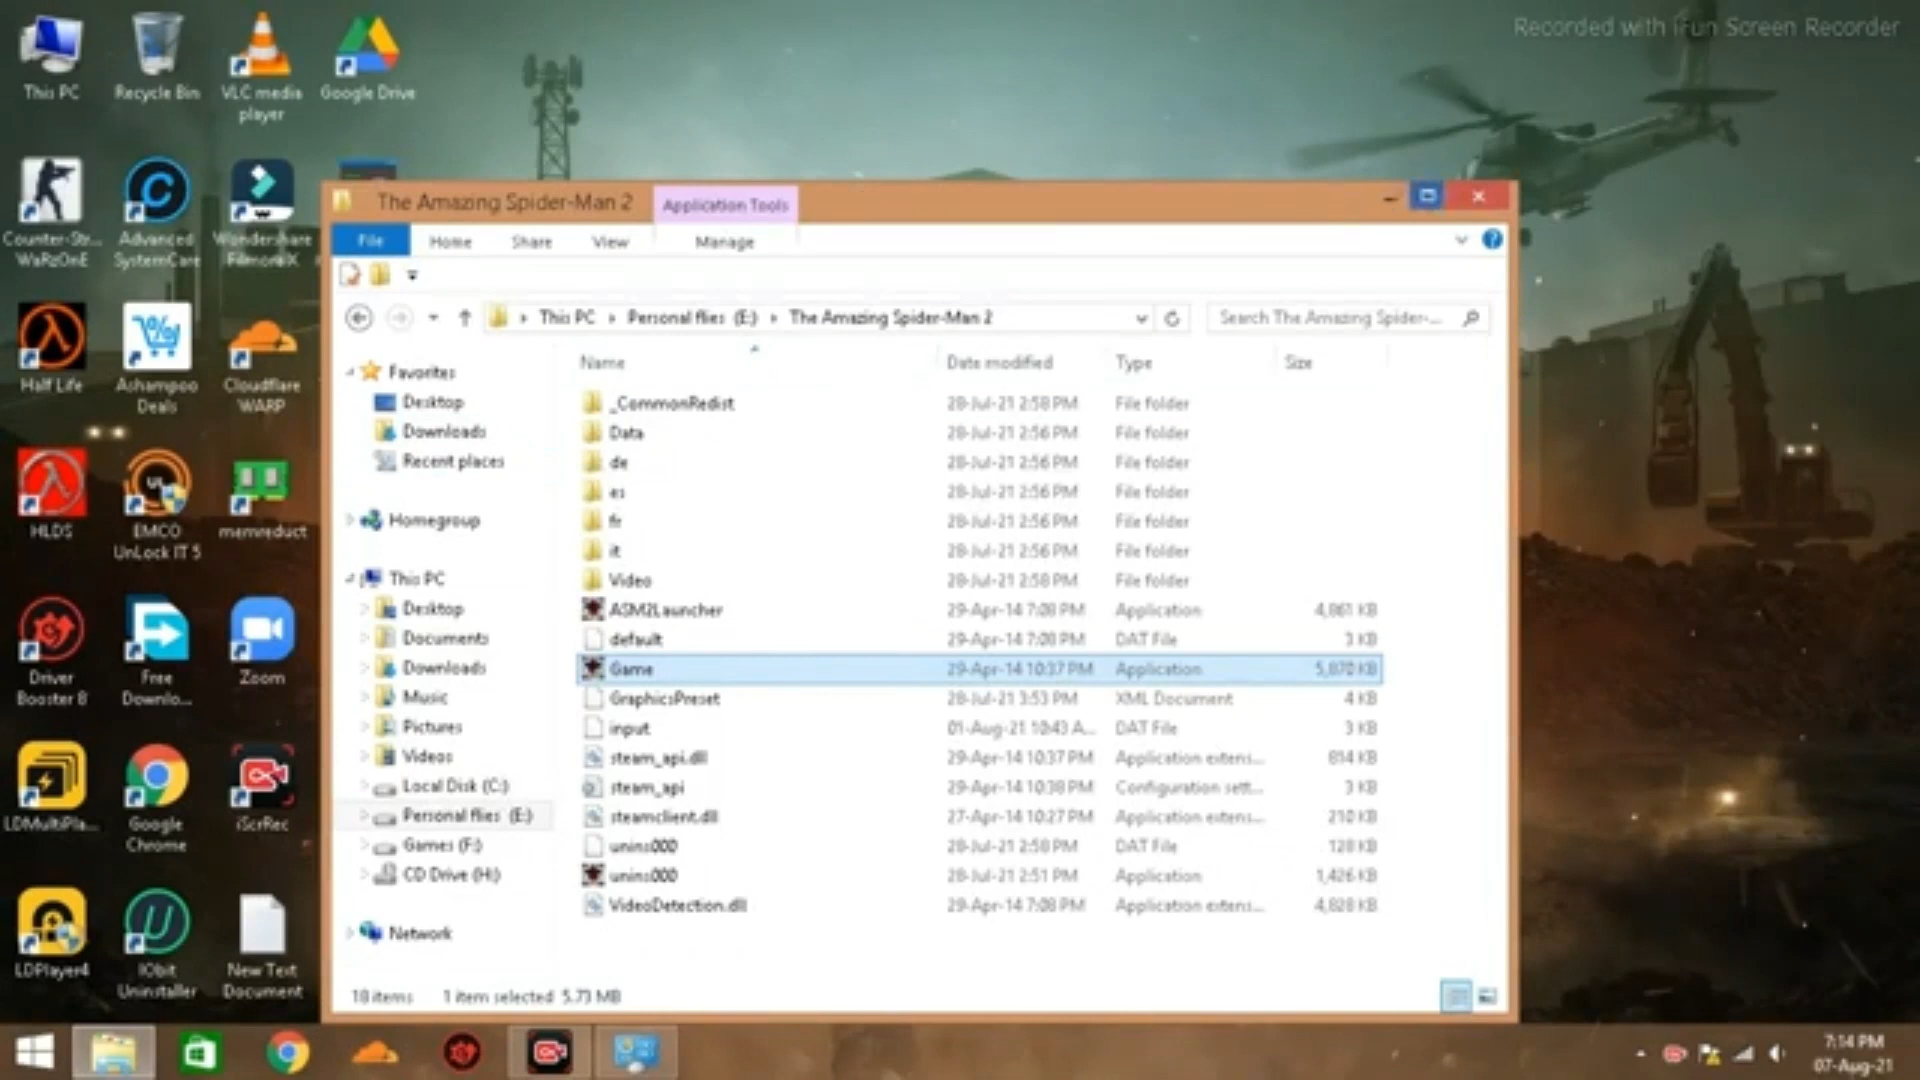 Recorded with iFun Screen Recorder
This PC
Recycle Bin
VLC media player
Google Drive
Counter-Str... WaRzOnE
Advanced SystemCare
Wondershare Filmora X
Half Life
Ashampoo Deals
Cloudflare WARP
HLDS
EMCO UnLock IT 5
memreduct
Driver Booster 8
Free Downlo...
Zoom
LDMultiPla...
Google Chrome
iScrRec
LDPlayer4
IObit Uninstaller
New Text Document
The Amazing Spider-Man 2
Application Tools
File Home Share View Manage
This PC Personal flies (E:) The Amazing Spider-Man 2
Search The Amazing Spider-...
Favorites
Desktop
Downloads
Recent places
Homegroup
This PC
Desktop
Documents
Downloads
Music
Pictures
Videos
Local Disk (C:)
Personal flies (E:)
Games (F:)
CD Drive (H:)
Network
Name Date modified Type Size
_CommonRedist 28-Jul-21 2:58 PM File folder
Data 28-Jul-21 2:56 PM File folder
de 28-Jul-21 2:56 PM File folder
es 28-Jul-21 2:56 PM File folder
fr 28-Jul-21 2:56 PM File folder
it 28-Jul-21 2:56 PM File folder
Video 28-Jul-21 2:58 PM File folder
ASM2Launcher 29-Apr-14 7:08 PM Application 4,861 KB
default 29-Apr-14 7:08 PM DAT File 3 KB
Game 29-Apr-14 10:37 PM Application 5,870 KB
GraphicsPreset 28-Jul-21 3:53 PM XML Document 4 KB
input 01-Aug-21 10:43 A... DAT File 3 KB
steam_api.dll 29-Apr-14 10:37 PM Application extens... 814 KB
steam_api 29-Apr-14 10:38 PM Configuration sett... 3 KB
steamclient.dll 27-Apr-14 10:27 PM Application extens... 210 KB
unins000 28-Jul-21 2:58 PM DAT File 128 KB
unins000 28-Jul-21 2:51 PM Application 1,426 KB
VideoDetection.dll 29-Apr-14 7:08 PM Application extens... 4,828 KB
18 items 1 item selected 5.73 MB
7:14 PM
07-Aug-21